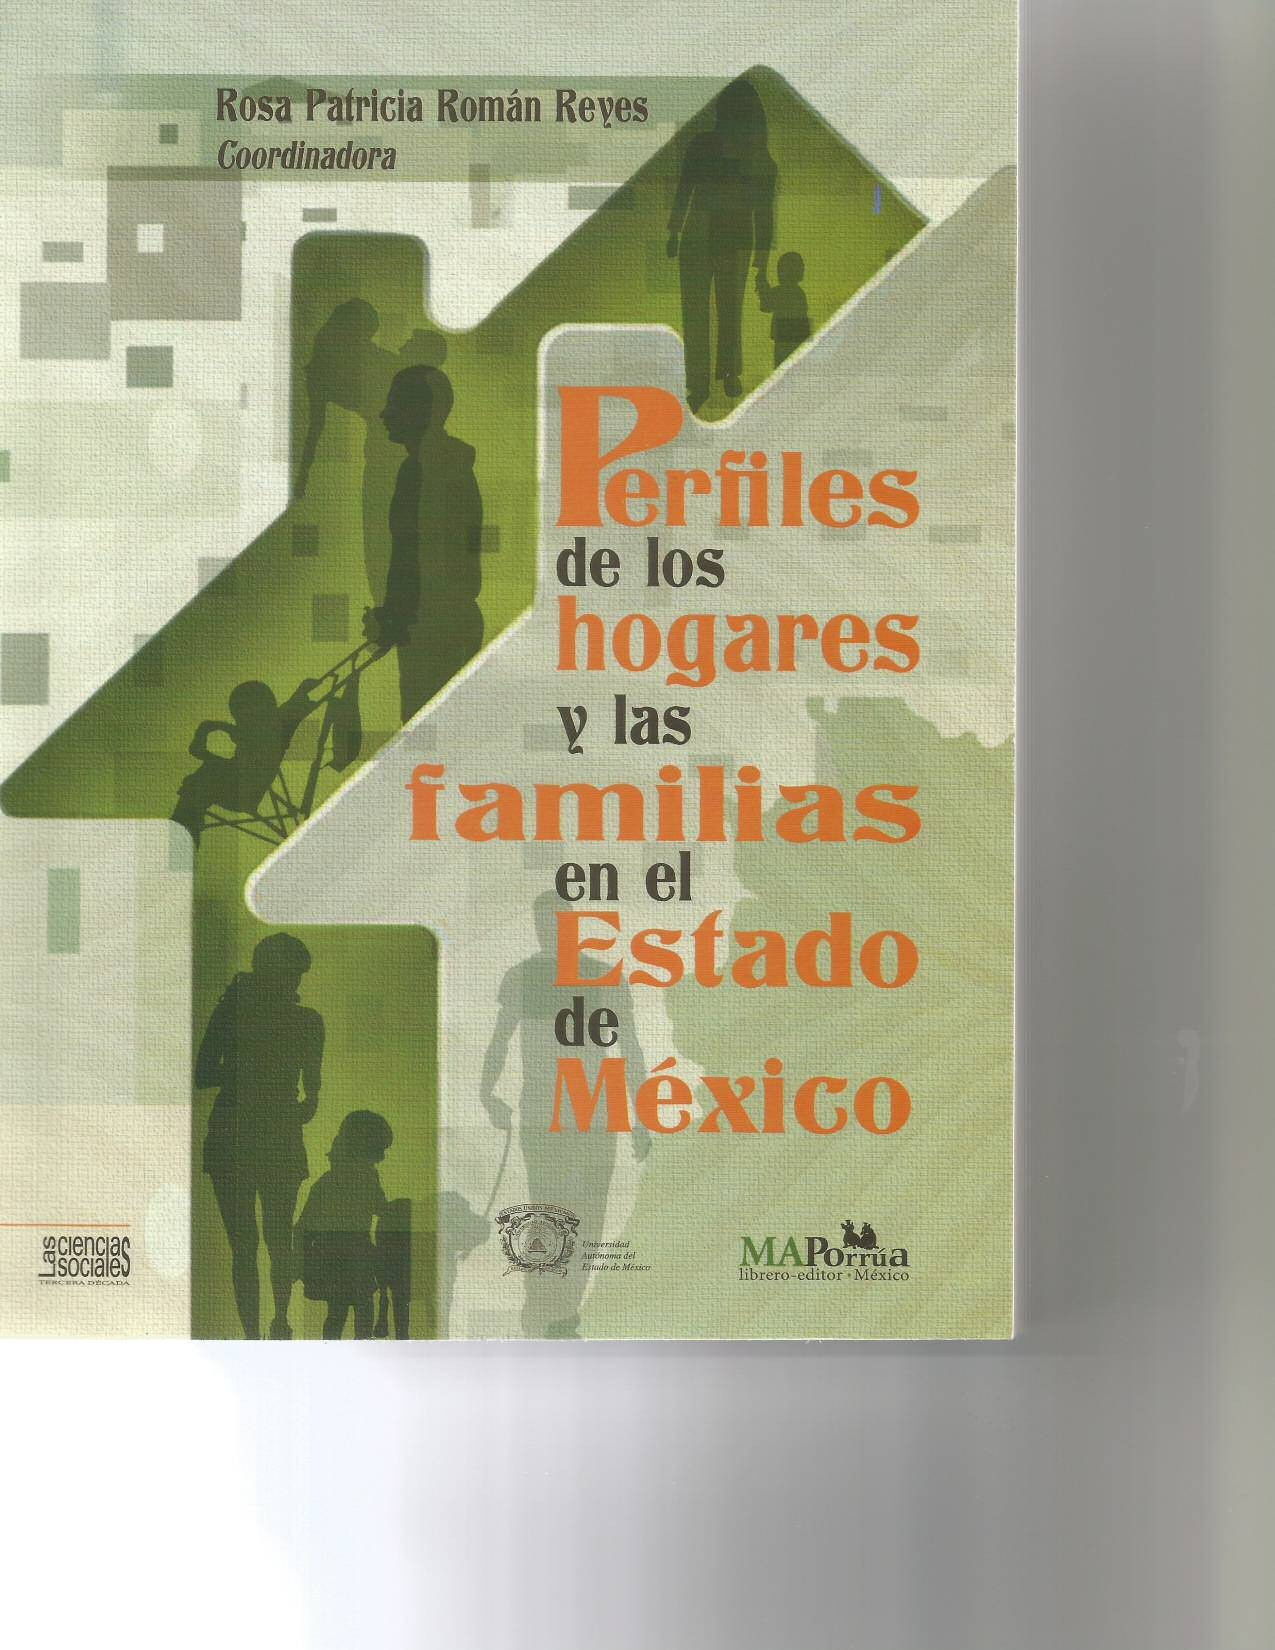 Rosa Patricia Román Reyes
Coordinadora
Perfiles
de los
hogares
y las
familias
en el
Estado
de
México
Las ciencias
sociales
TERCERA DÉCADA
Universidad
Autónoma del
Estado de México
MAPorrúa
librero-editor • México